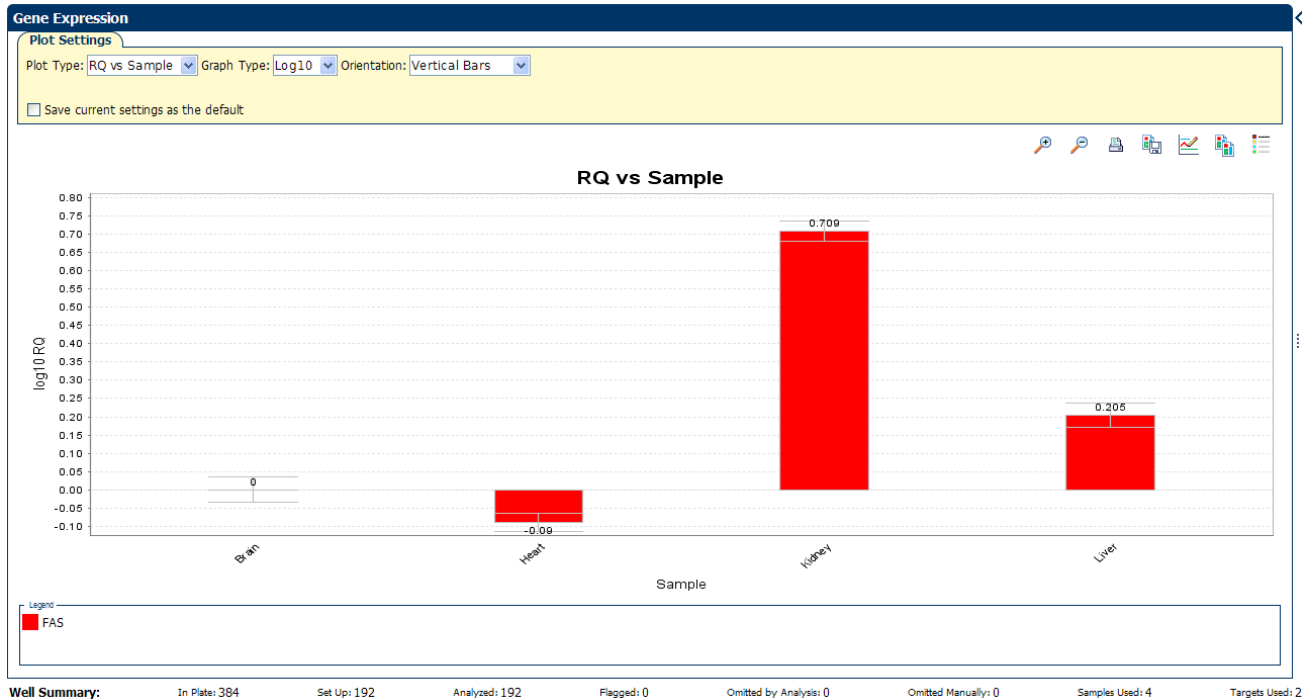 Gene Expression
Plot Settings
Plot Type: RQ vs Sample Graph Type: Log10 Orientation: Vertical Bars
Save current settings as the default
RQ vs Sample
0.80
0.75
0.70
0.65
0.60
0.55
0.50
0.45
0.40
0.35
0.30
0.25
0.20
0.15
0.10
0.05
0.00
-0.05
-0.10
log10 RQ
0
-0.09
0.709
0.205
Brain
Heart
Kidney
Liver
Sample
Legend
FAS
Well Summary: In Plate: 384 Set Up: 192 Analyzed: 192 Flagged: 0 Omitted by Analysis: 0 Omitted Manually: 0 Samples Used: 4 Targets Used: 2